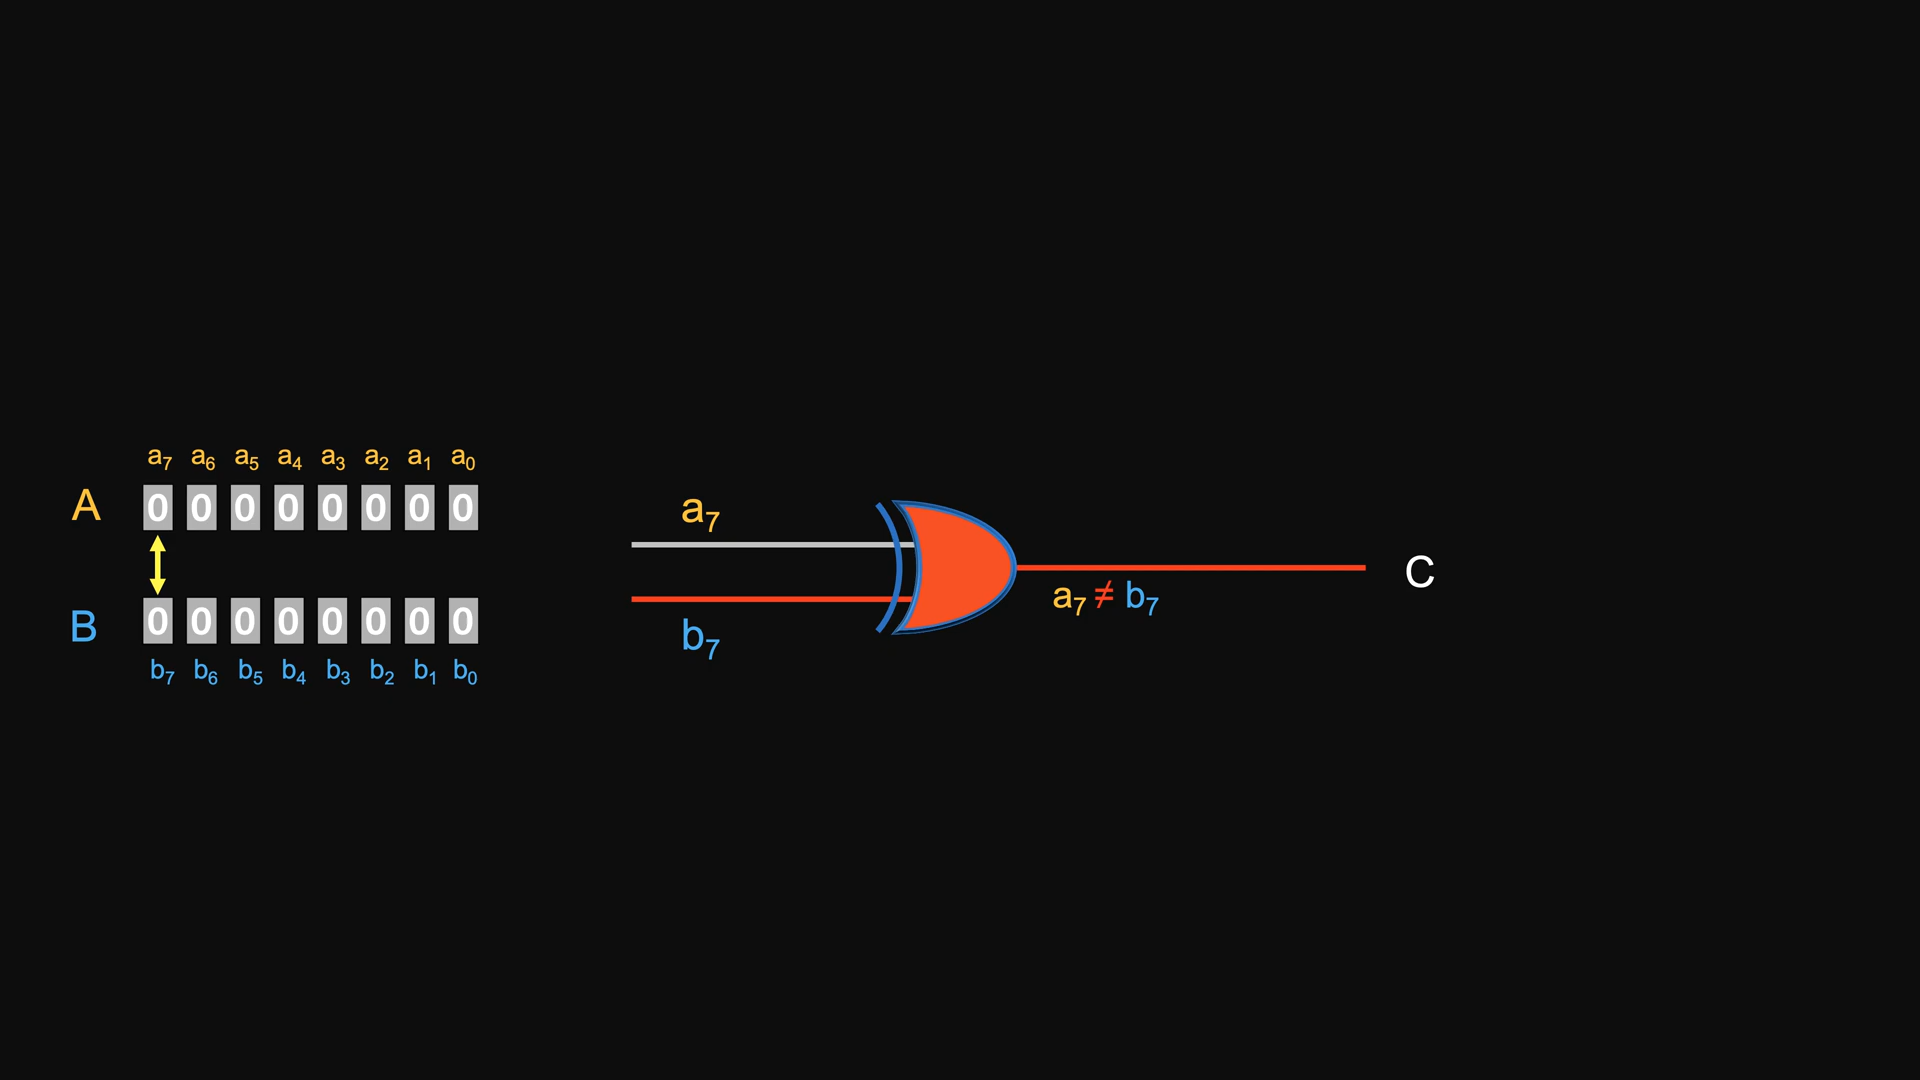 a₇ a₆ a₅ a₄ a₃ a₂ a₁ a₀
A 0 0 0 0 0 0 0 0
B 0 0 0 0 0 0 0 0
b₇ b₆ b₅ b₄ b₃ b₂ b₁ b₀
a₇
b₇
a₇ ≠ b₇
C